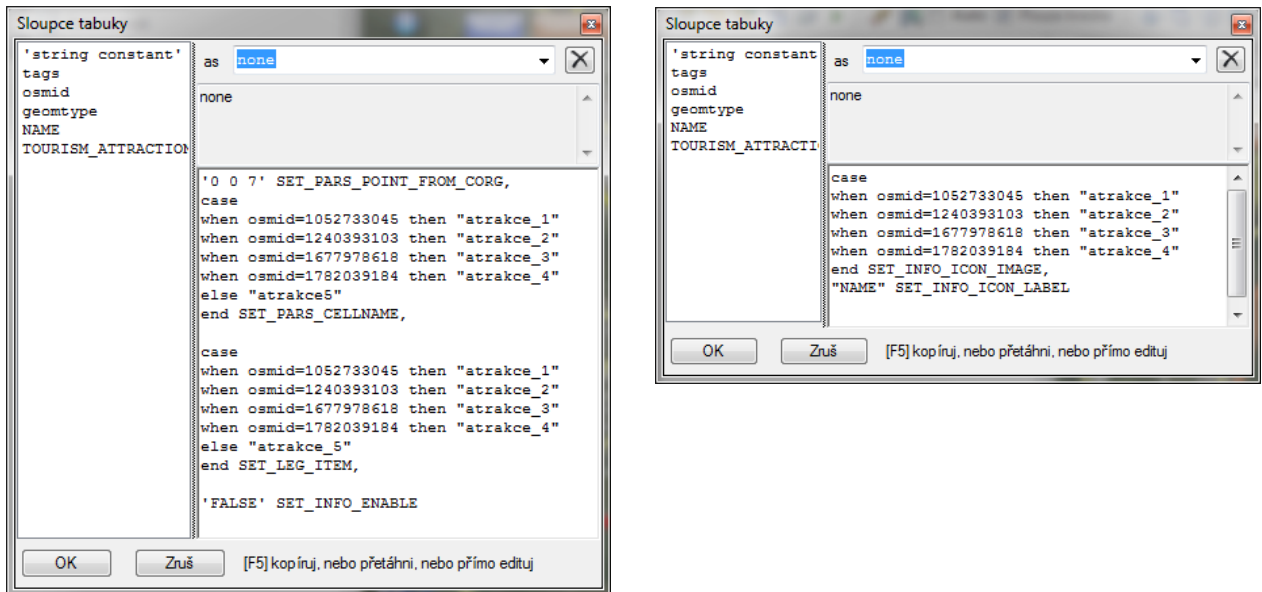 Sloupce tabuky
'string constant'
tags
osmid
geomtype
NAME
TOURISM_ATTRACTION
as none
none
'0 0 7' SET_PARS_POINT_FROM_CORG,
case
when osmid=1052733045 then "atrakce_1"
when osmid=1240393103 then "atrakce_2"
when osmid=1677978618 then "atrakce_3"
when osmid=1782039184 then "atrakce_4"
else "atrakce5"
end SET_PARS_CELLNAME,
case
when osmid=1052733045 then "atrakce_1"
when osmid=1240393103 then "atrakce_2"
when osmid=1677978618 then "atrakce_3"
when osmid=1782039184 then "atrakce_4"
else "atrakce_5"
end SET_LEG_ITEM,
'FALSE' SET_INFO_ENABLE
OK Zruš [F5] kopíruj, nebo přetáhni, nebo přímo edituj
Sloupce tabuky
'string constant
tags
osmid
geomtype
NAME
TOURISM_ATTRACTI
as none
none
case
when osmid=1052733045 then "atrakce_1"
when osmid=1240393103 then "atrakce_2"
when osmid=1677978618 then "atrakce_3"
when osmid=1782039184 then "atrakce_4"
end SET_INFO_ICON_IMAGE,
"NAME" SET_INFO_ICON_LABEL
OK Zruš [F5] kopíruj, nebo přetáhni, nebo přímo edituj